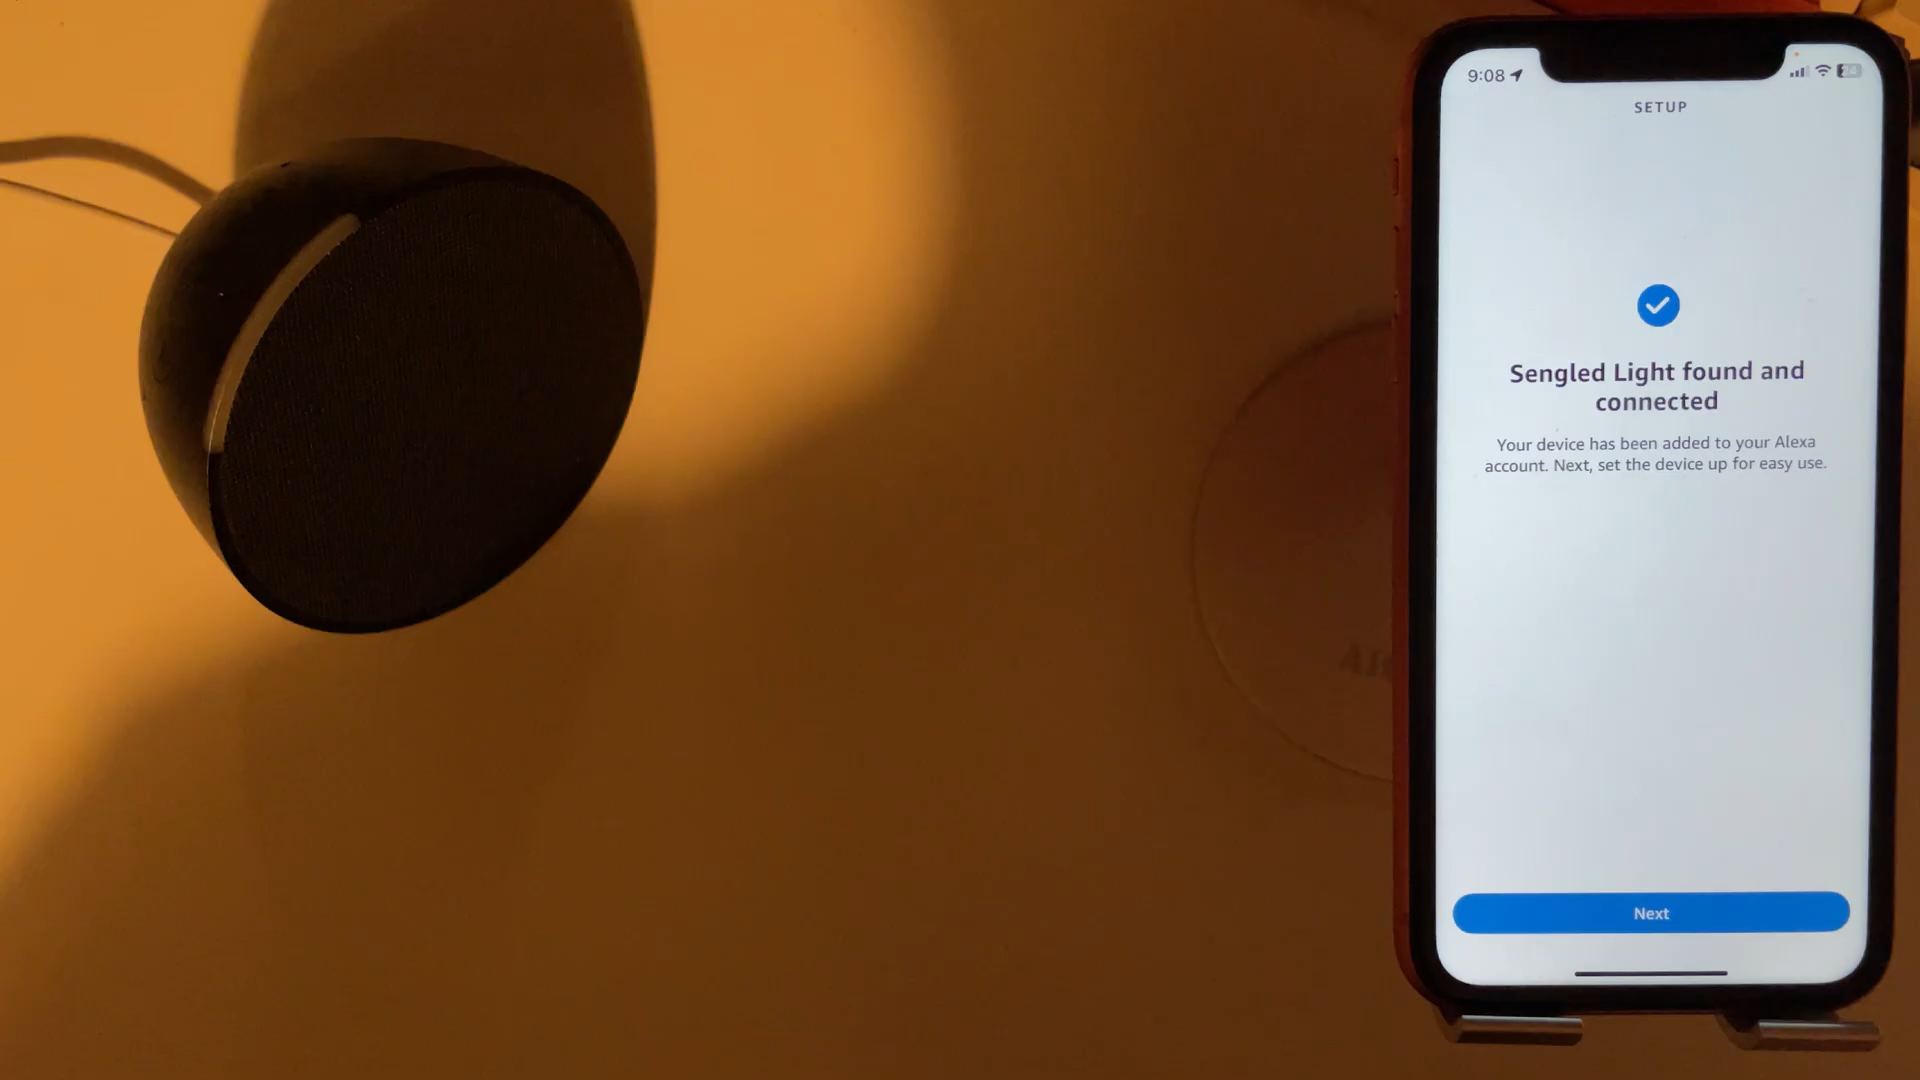 9:08
SETUP
Sengled Light found and
connected
Your device has been added to your Alexa
account. Next, set the device up for easy use.
Next